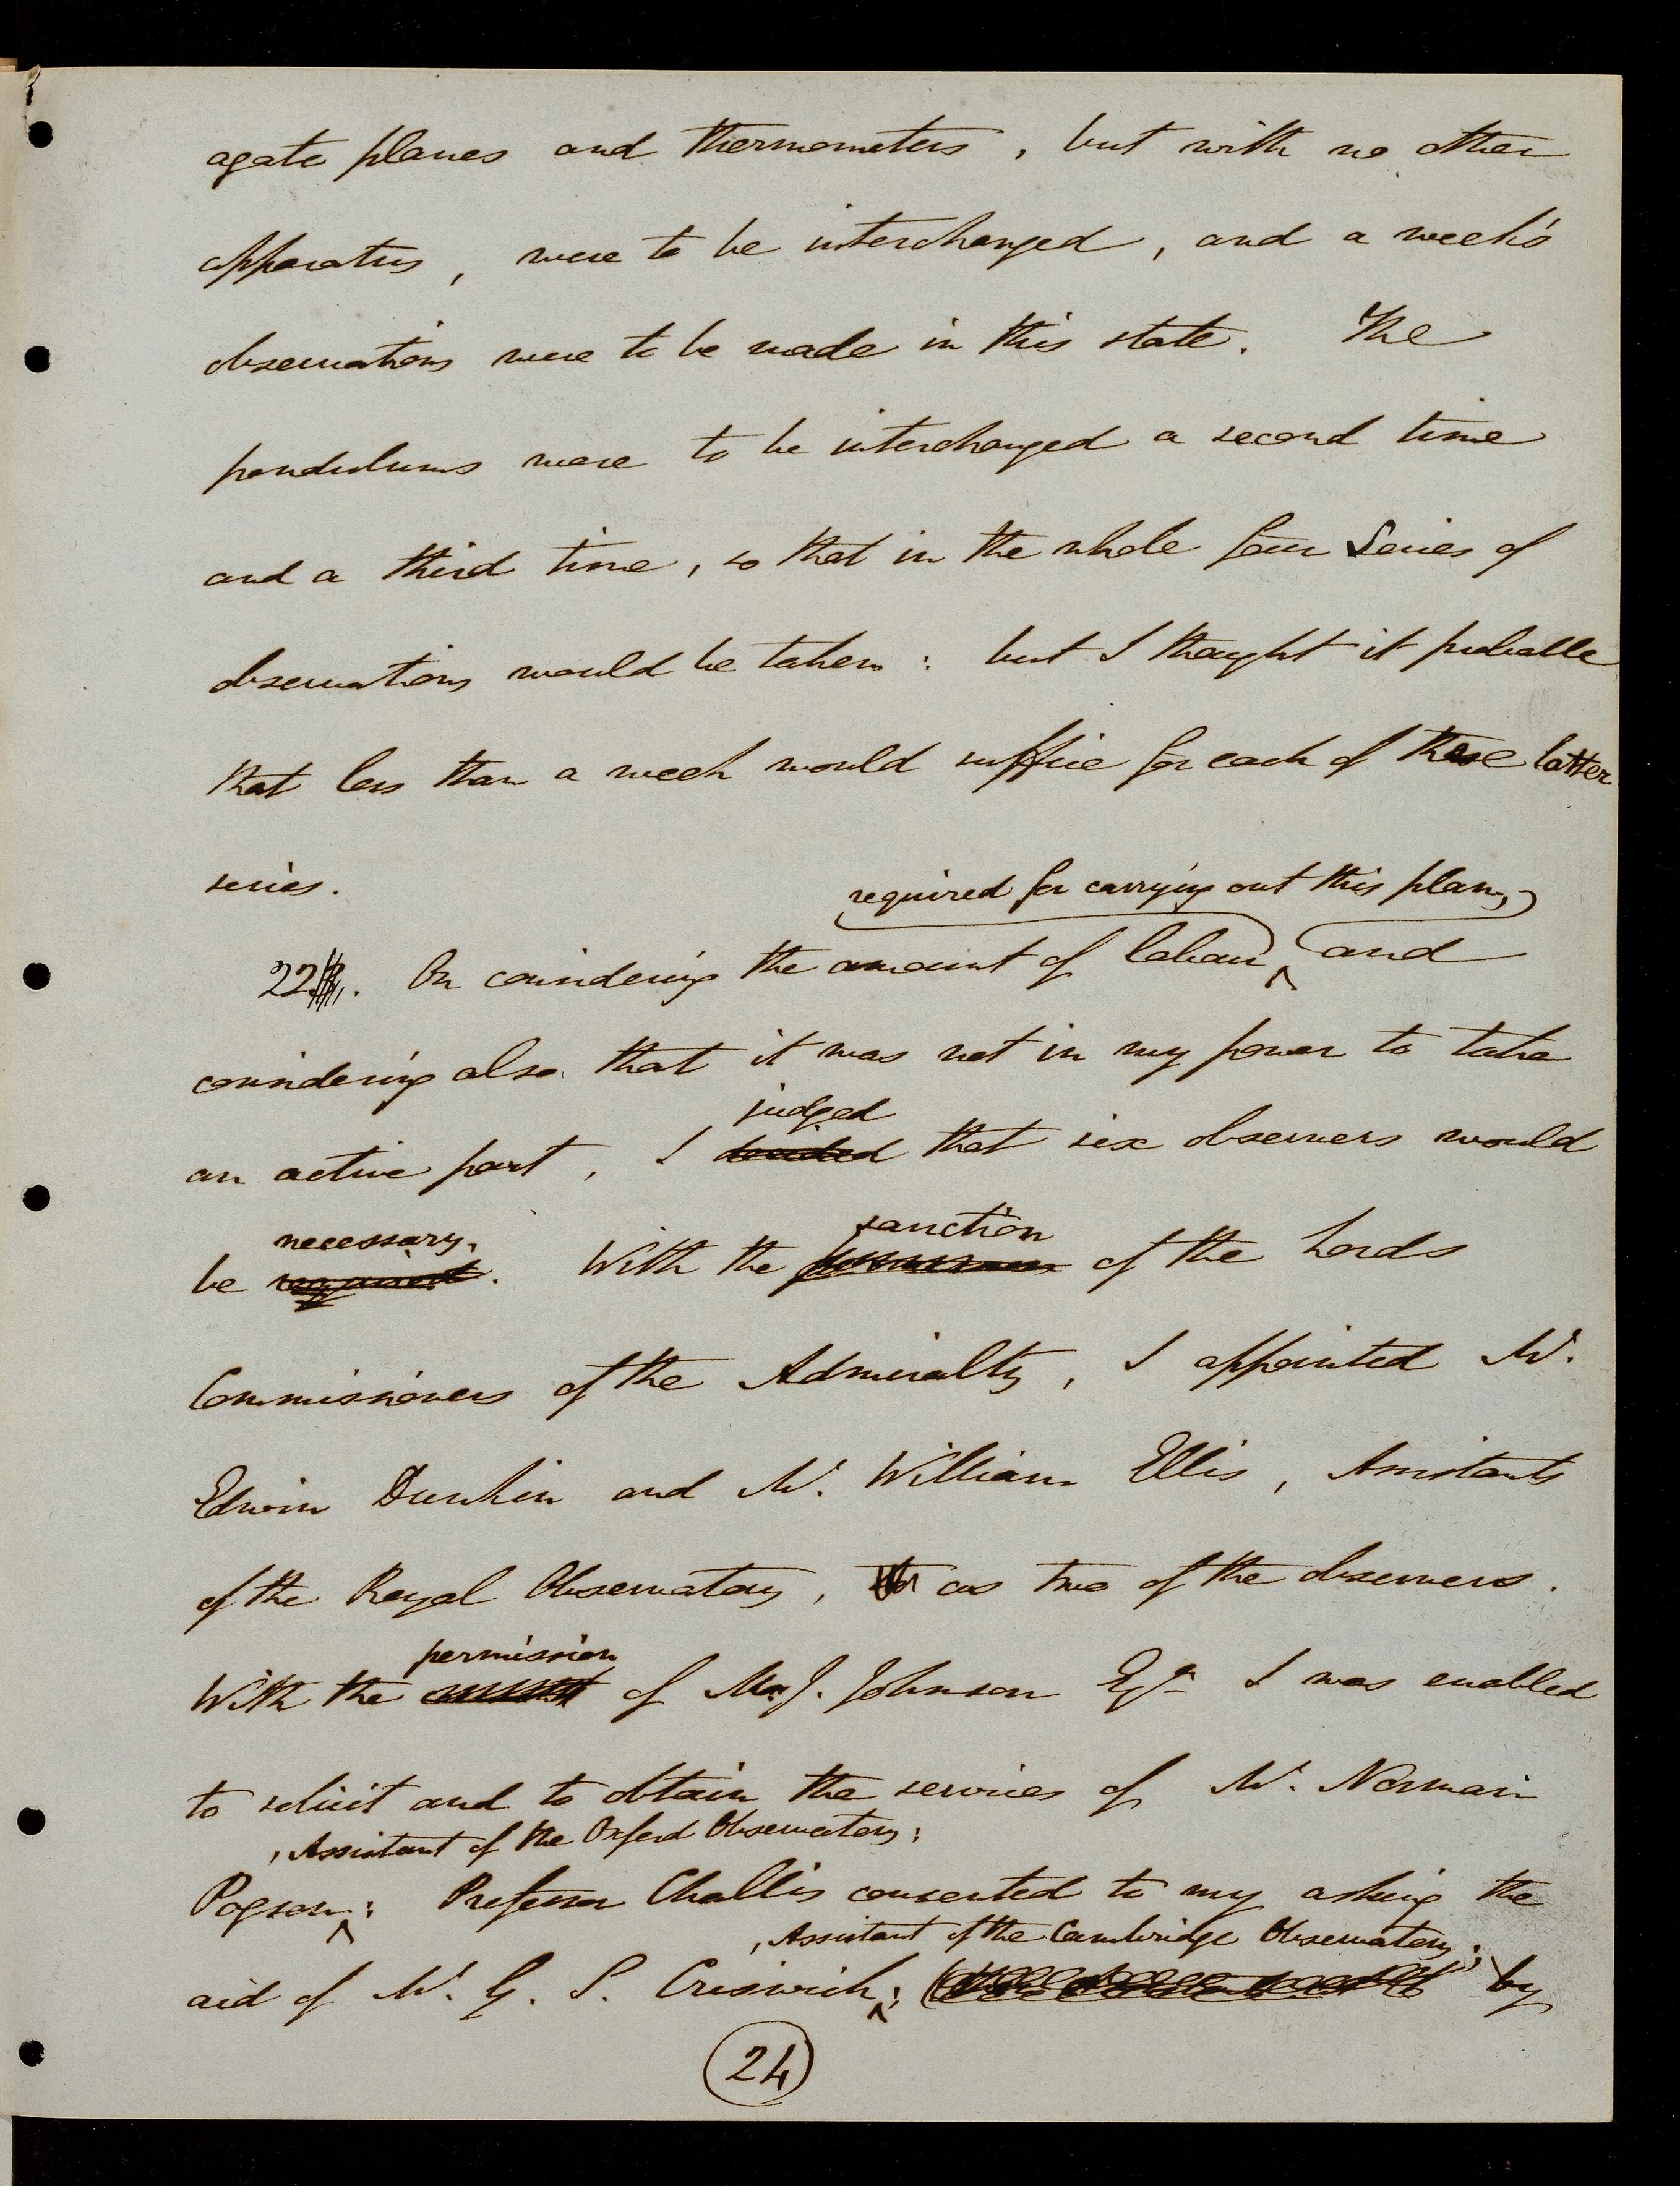 agate planes and thermometers, but with no other
apparatus, were to be interchanged, and a week's
observations were to be made in this state. The
pendulums were to be interchanged a second time
and a third time, so that in the whole four Series of
observations would be taken: but I thought it probable
that less than a week would suffice for each of these latter
series.
required for carrying out this plan,
22. On considering the amount of labour and
considering also that it was not in my power to take
judged
an active part, I decided that six observers would
necessary. sanction
be required. With the of the Lords
Commissioners of the Admiralty, I appointed Mr.
Edwin Dunkin and Mr. William Ellis, Assistants
of the Royal Observatory, as two of the observers.
permission
With the of M. J. Johnson Esqr. I was enabled
to solicit and to obtain the services of Mr. Norman
, Assistant of the Oxford Observatory;
Pogson; Professor Challis consented to my asking the
, Assistant of the Cambridge Observatory;
aid of Mr. G. S. Criswick; by
24